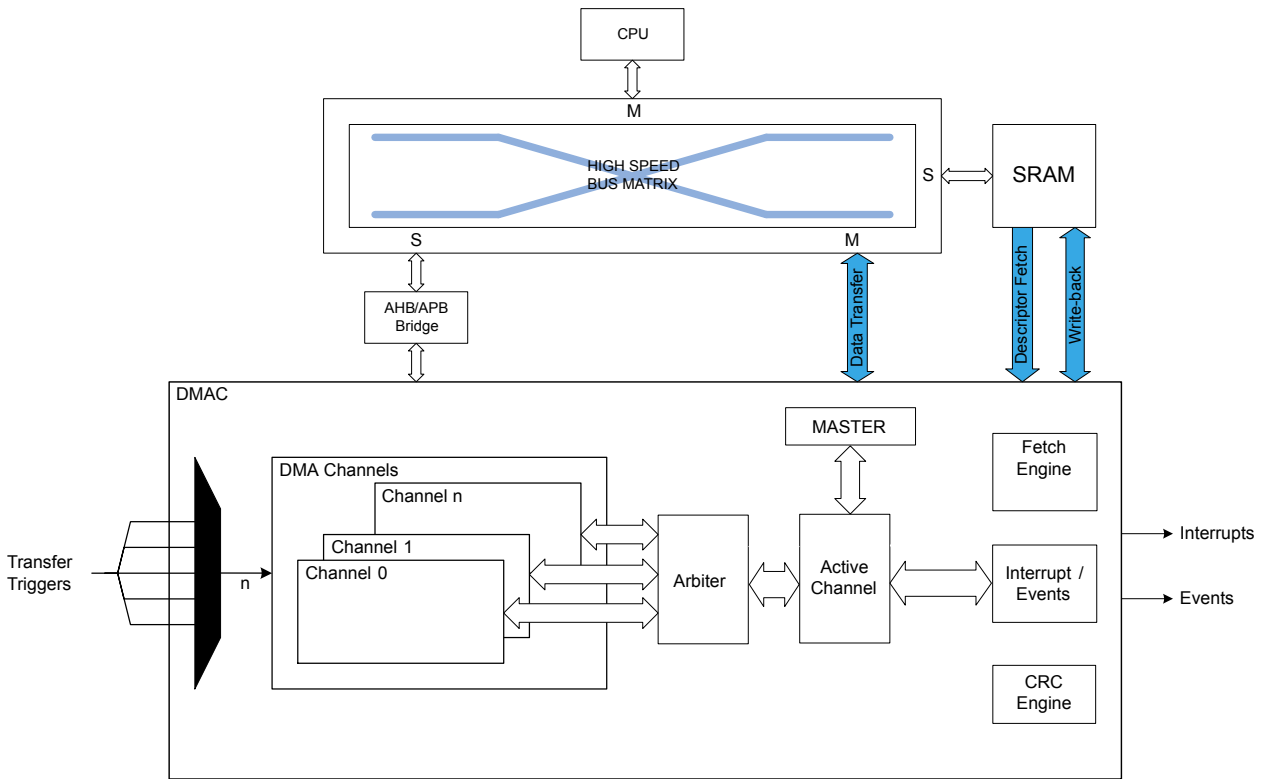 CPU
M
HIGH SPEED
BUS MATRIX
S
SRAM
S
M
AHB/APB
Bridge
Data Transfer
Descriptor Fetch
Write-back
DMAC
MASTER
Fetch
Engine
DMA Channels
Channel n
Channel 1
Channel 0
Transfer
Triggers
n
Arbiter
Active
Channel
Interrupt /
Events
Interrupts
Events
CRC
Engine